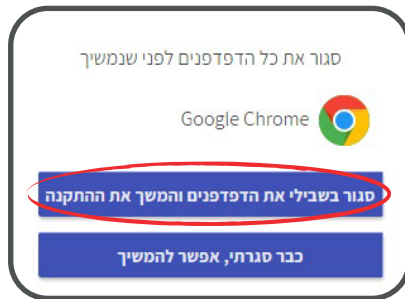 סגור את כל הדפדפנים לפני שנמשיך
Google Chrome
סגור בשבילי את הדפדפנים והמשך את ההתקנה
כבר סגרתי, אפשר להמשיך